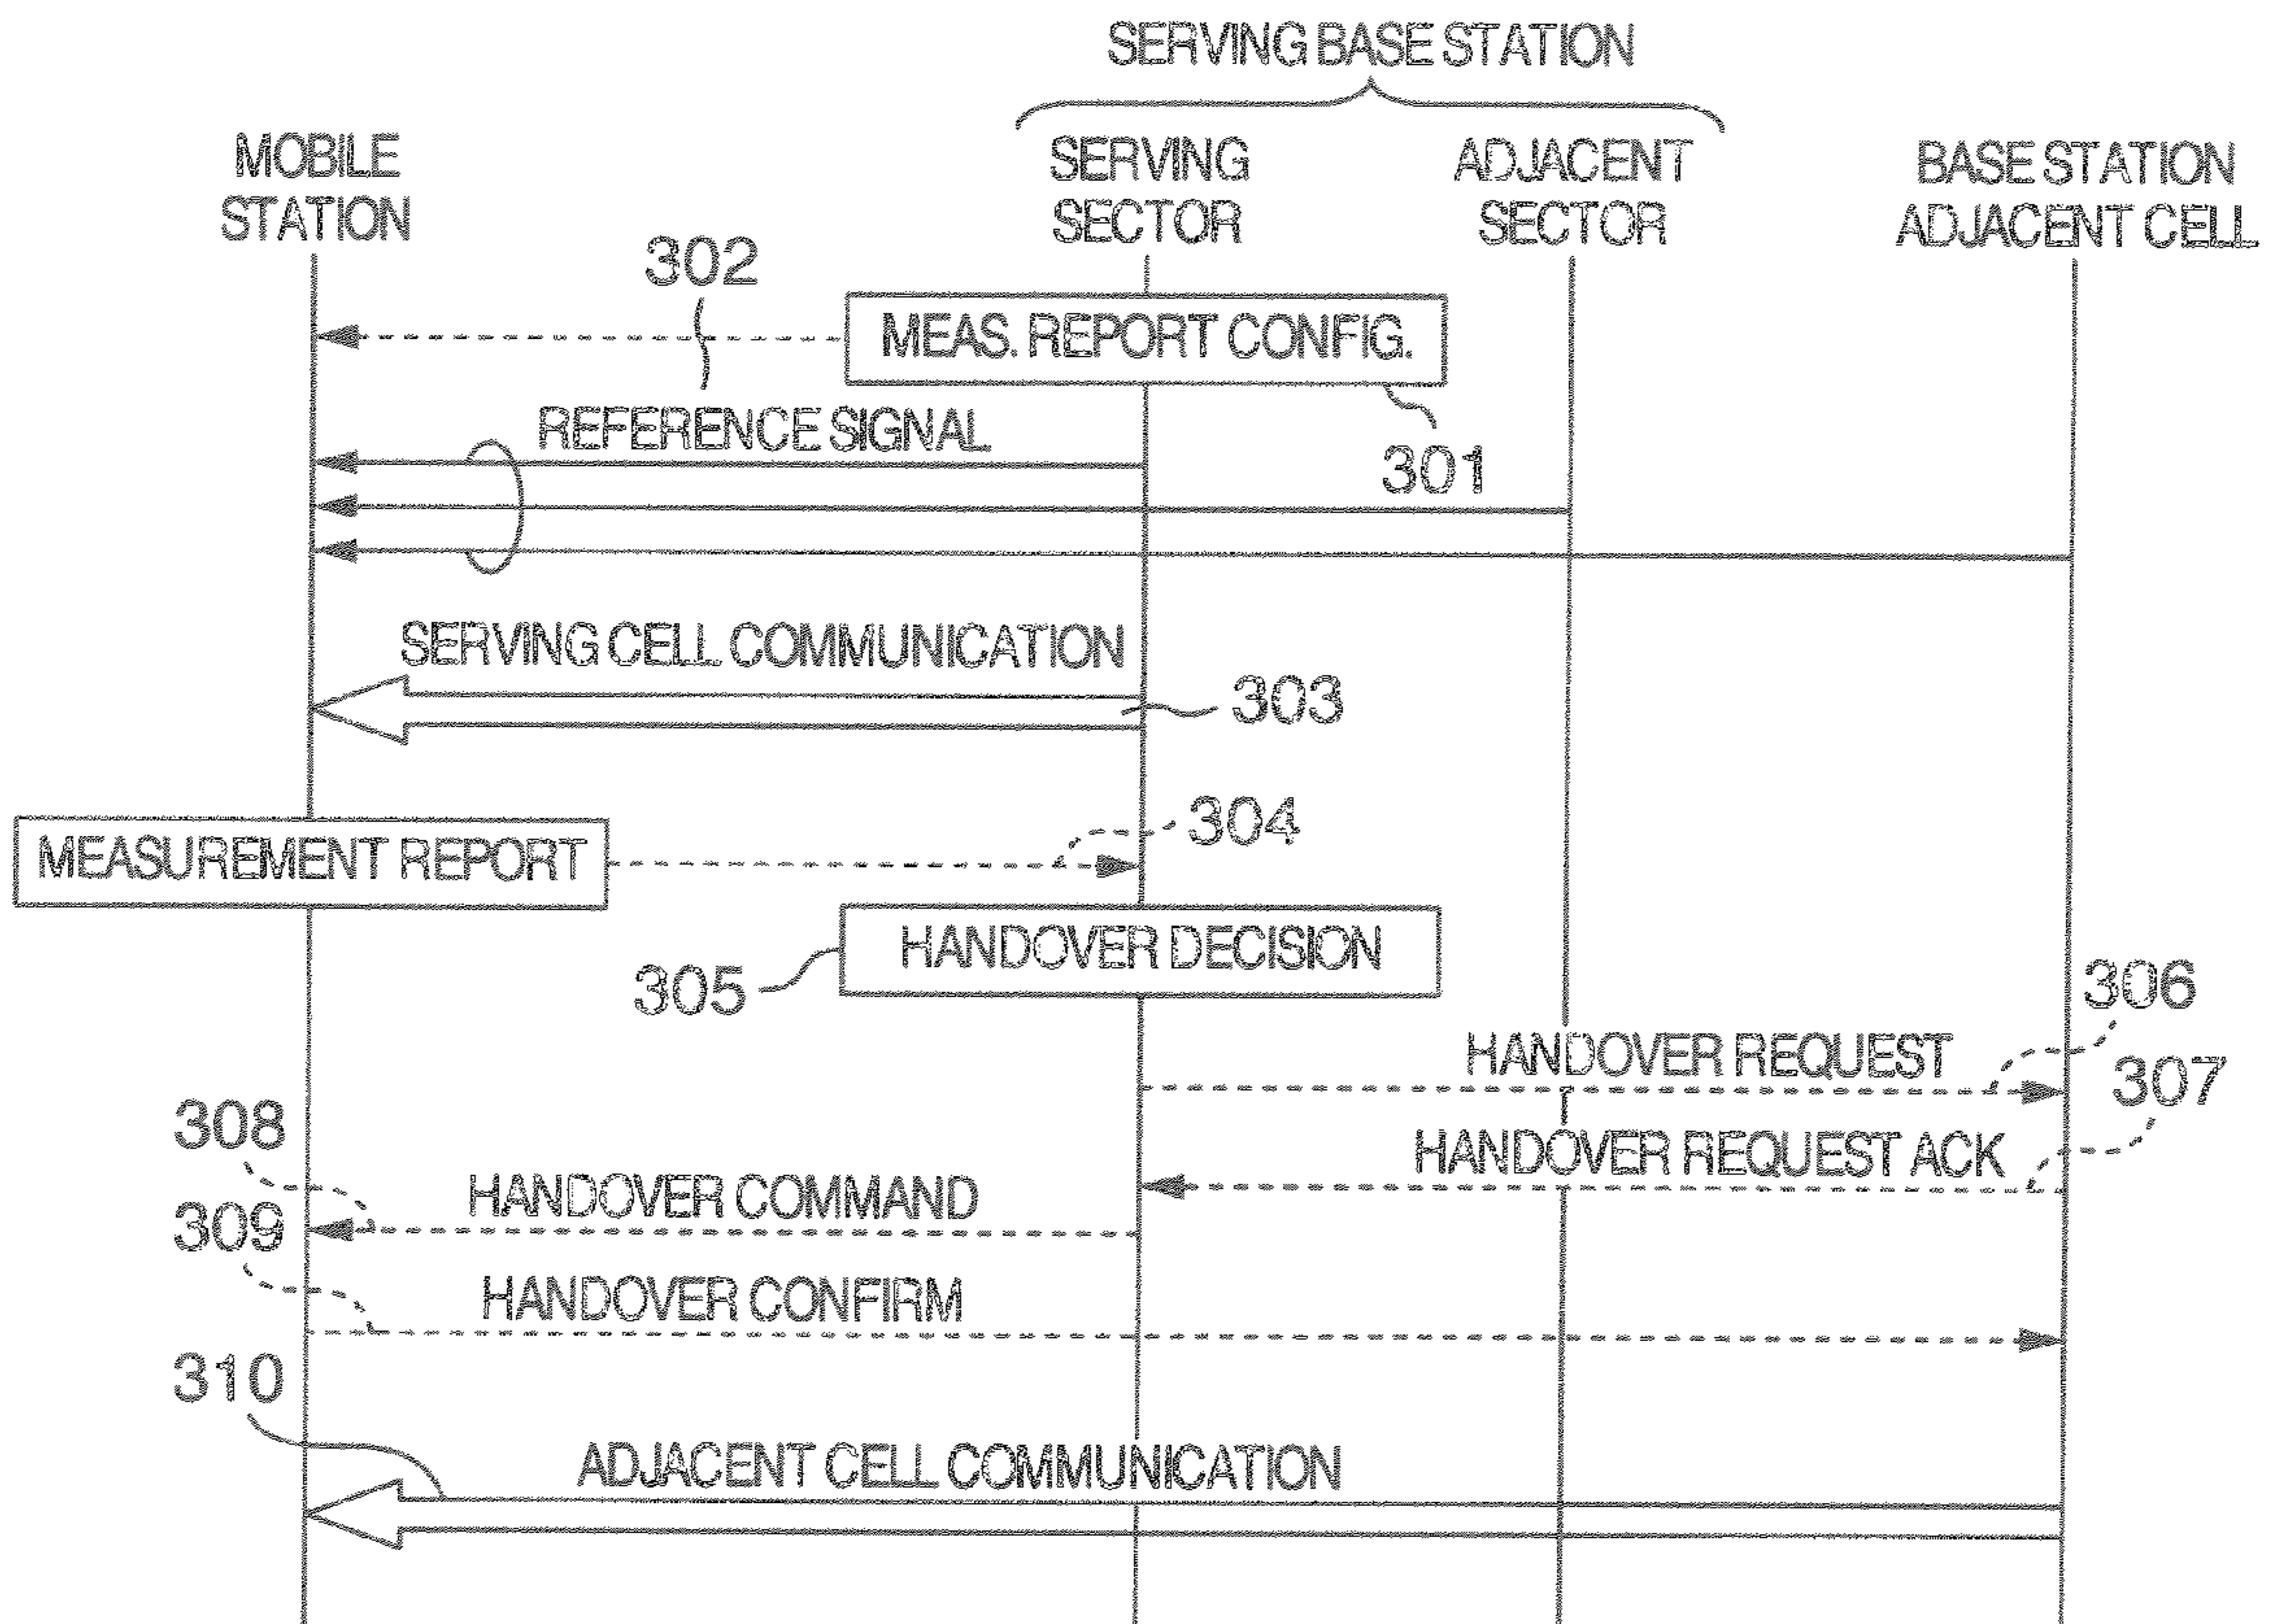 SERVING BASE STATION
MOBILE
STATION
SERVING
SECTOR
ADJACENT
SECTOR
BASE STATION
ADJACENT CELL
302
MEAS. REPORT CONFIG.
REFERENCE SIGNAL
301
SERVING CELL COMMUNICATION
303
304
MEASUREMENT REPORT
HANDOVER DECISION
305
306
HANDOVER REQUEST
307
308
HANDOVER REQUEST ACK
HANDOVER COMMAND
309
HANDOVER CONFIRM
310
ADJACENT CELL COMMUNICATION